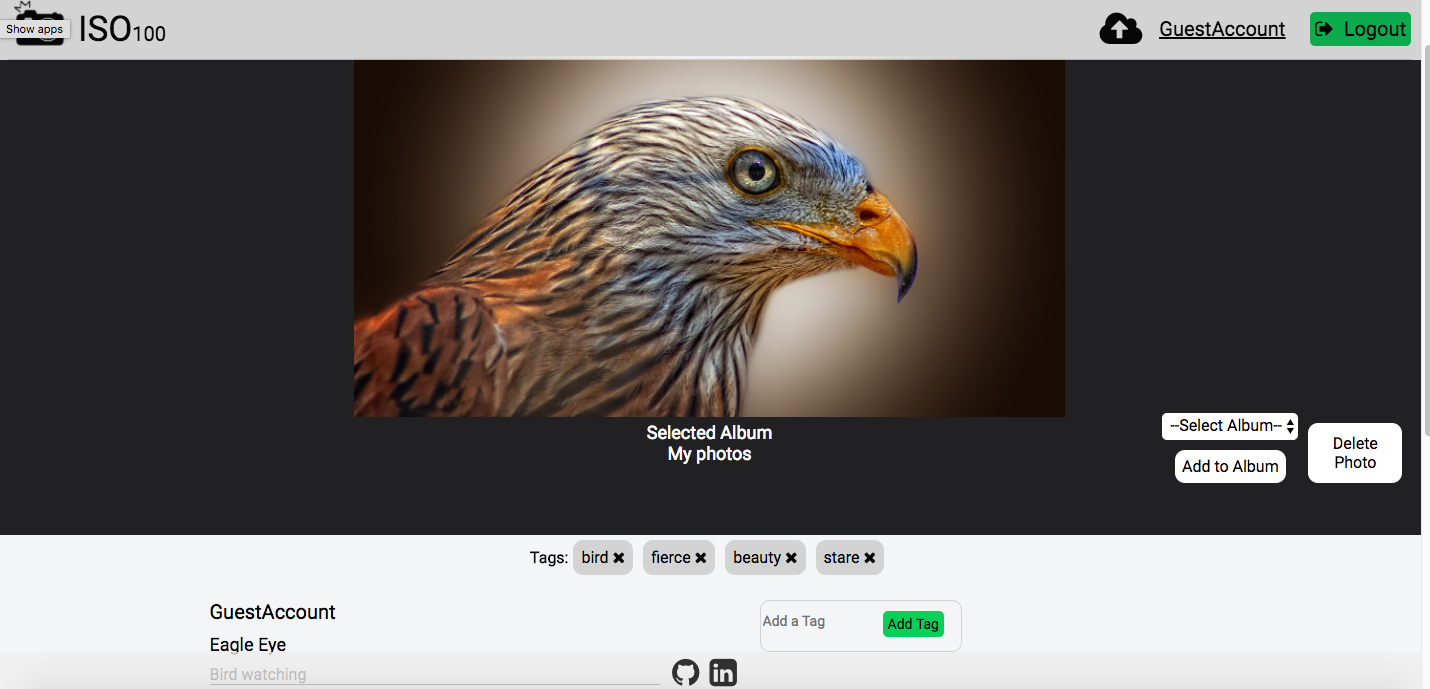 Show apps
ISO100
GuestAccount
Logout
Selected Album
My photos
--Select Album--
Add to Album
Delete
Photo
Tags: bird fierce beauty stare
GuestAccount
Eagle Eye
Bird watching
Add a Tag
Add Tag
in